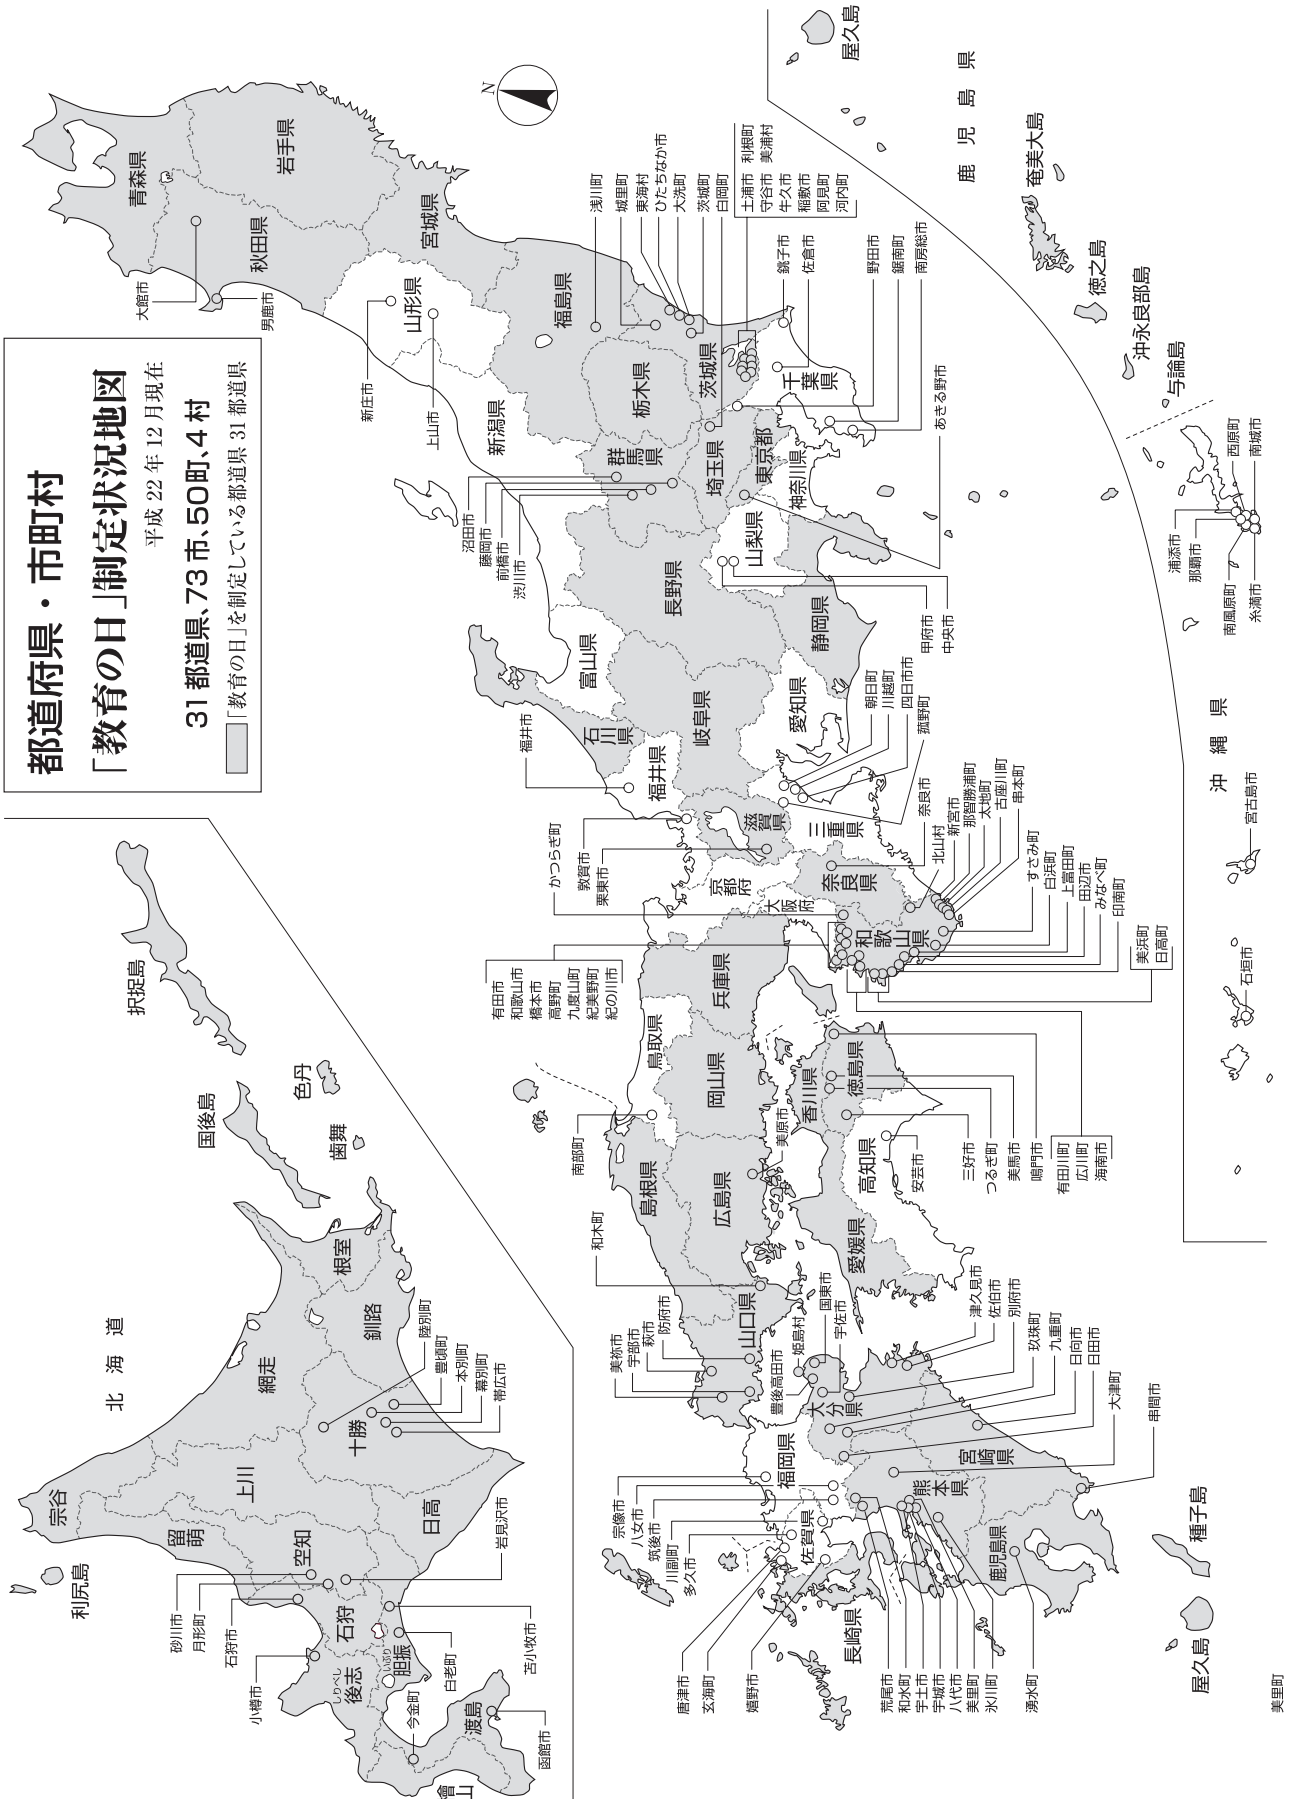 都道府県・市町村
「教育の日」制定状況地図
平成 22 年 12 月現在
31 都道県、73 市、50町、4 村
「教育の日」を制定している都道県 31 都道県
N
北海道
利尻島
宗谷
留萌
上川
網走
根室
釧路
十勝
日高
空知
石狩
後志
しりべし
胆振
いぶり
渡島
檜山
択捉島
国後島
色丹
歯舞
陸別町
豊頃町
本別町
幕別町
帯広市
岩見沢市
砂川市
月形町
石狩市
小樽市
苫小牧市
白老町
今金町
函館市
青森県
岩手県
秋田県
宮城県
山形県
福島県
新潟県
大館市
男鹿市
新庄市
上山市
栃木県
茨城県
群馬県
埼玉県
千葉県
東京都
神奈川県
山梨県
長野県
静岡県
富山県
石川県
福井県
岐阜県
愛知県
浅川町
城里町
東海村
ひたちなか市
大洗町
茨城町
白岡町
土浦市 利根町
守谷市 美浦村
牛久市
稲敷市
阿見町
河内町
銚子市
佐倉市
野田市
鋸南町
南房総市
あきる野市
沼田市
藤岡市
前橋市
渋川市
甲府市
中央市
福井市
敦賀市
栗東市
朝日町
川越町
四日市市
菰野町
滋賀県
三重県
京都府
大阪府
奈良県
和歌山県
兵庫県
奈良市
北山村
新宮市
那智勝浦町
太地町
古座川町
串本町
すさみ町
白浜町
上富田町
田辺市
みなべ町
印南町
美浜町
日高町
かつらぎ町
有田市
和歌山市
橋本市
高野町
九度山町
紀美野町
紀の川市
有田川町
広川町
海南市
鳥取県
岡山県
島根県
広島県
山口県
香川県
徳島県
高知県
愛媛県
南部町
三原市
和木町
安芸市
三好市
つるぎ町
美馬市
鳴門市
美祢市
宇部市
萩市
防府市
福岡県
佐賀県
長崎県
大分県
熊本県
宮崎県
鹿児島県
豊後高田市
姫島村
国東市
宇佐市
津久見市
佐伯市
別府市
玖珠町
九重町
日向市
日田市
大津町
串間市
宗像市
八女市
筑後市
川副町
多久市
唐津市
玄海町
嬉野市
荒尾市
和水町
宇土市
宇城市
八代市
美里町
氷川町
湧水町
種子島
屋久島
美里町
鹿児島県
屋久島
奄美大島
徳之島
沖永良部島
与論島
沖縄県
西原町
南城市
浦添市
那覇市
南風原町
糸満市
宮古島市
石垣市